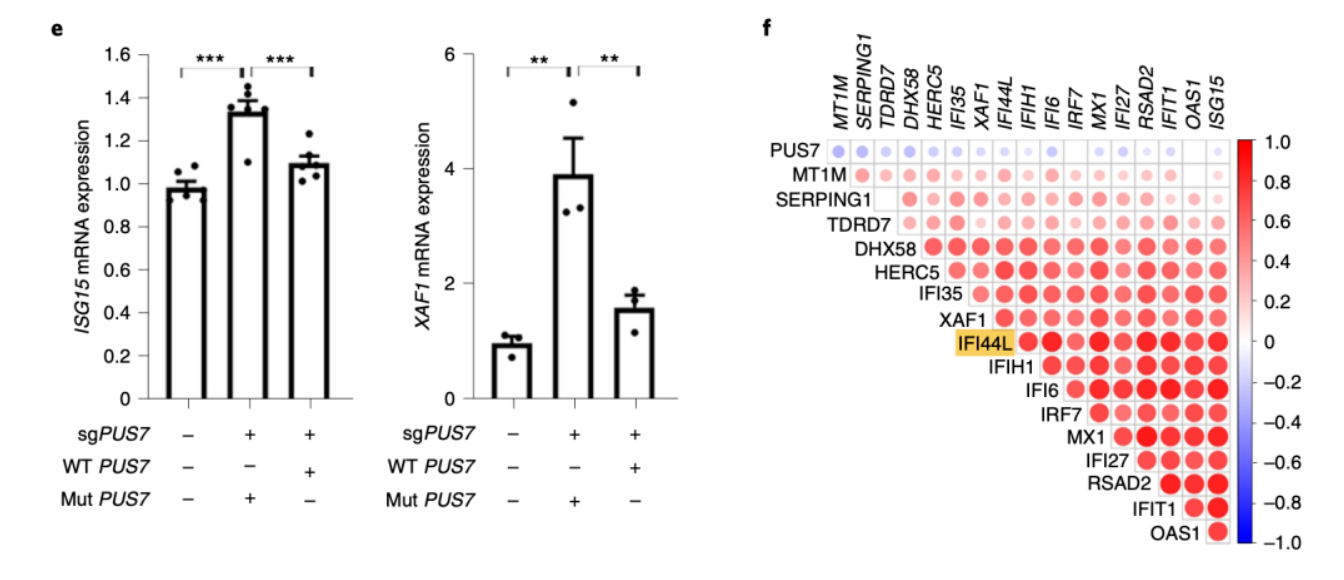 e
1.6
1.4
1.2
1.0
0.8
0.6
0.4
0.2
0
ISG15 mRNA expression
*** ***
sgPUS7 – + +
WT PUS7 – – +
Mut PUS7 – + –
6
4
2
0
XAF1 mRNA expression
** **
sgPUS7 – + +
WT PUS7 – – +
Mut PUS7 – + –
f
MT1M SERPING1 TDRD7 DHX58 HERC5 IFI35 XAF1 IFI44L IFIH1 IFI6 IRF7 MX1 IFI27 RSAD2 IFIT1 OAS1 ISG15
PUS7
MT1M
SERPING1
TDRD7
DHX58
HERC5
IFI35
XAF1
IFI44L
IFIH1
IFI6
IRF7
MX1
IFI27
RSAD2
IFIT1
OAS1
1.0
0.8
0.6
0.4
0.2
0
–0.2
–0.4
–0.6
–0.8
–1.0